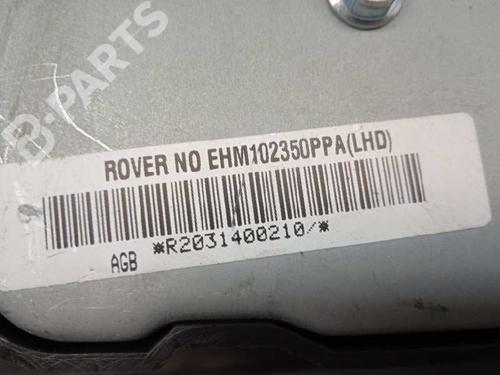 B-PARTS
ROVER NO EHM102350PPA(LHD)
*R2031400210/*
AGB